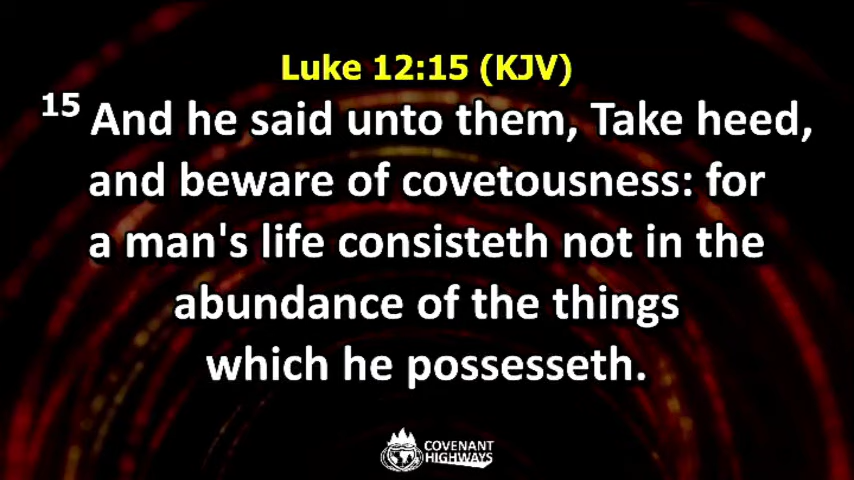 Luke 12:15 (KJV)
15 And he said unto them, Take heed,
and beware of covetousness: for
a man's life consisteth not in the
abundance of the things
which he possesseth.
COVENANT
HIGHWAYS